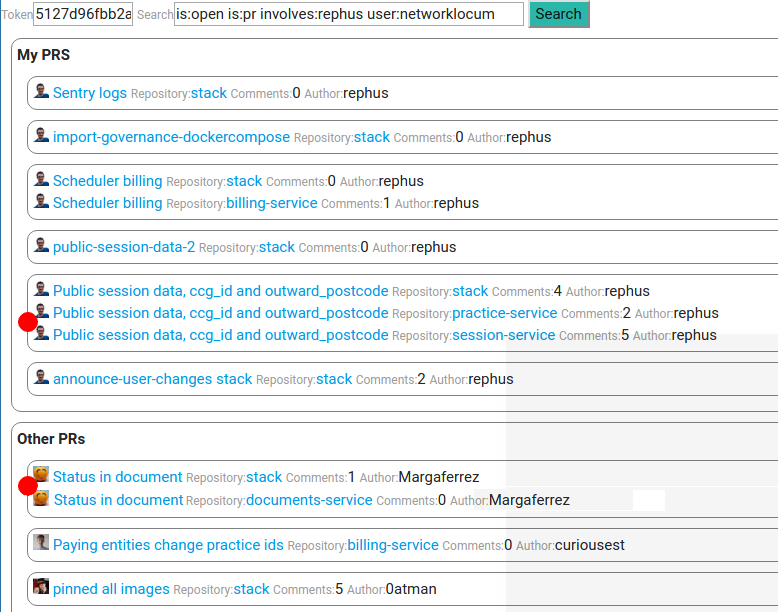 Token 5127d96fbb2a Search is:open is:pr involves:rephus user:networklocum Search
My PRS
Sentry logs Repository:stack Comments:0 Author:rephus
import-governance-dockercompose Repository:stack Comments:0 Author:rephus
Scheduler billing Repository:stack Comments:0 Author:rephus
Scheduler billing Repository:billing-service Comments:1 Author:rephus
public-session-data-2 Repository:stack Comments:0 Author:rephus
Public session data, ccg_id and outward_postcode Repository:stack Comments:4 Author:rephus
Public session data, ccg_id and outward_postcode Repository:practice-service Comments:2 Author:rephus
Public session data, ccg_id and outward_postcode Repository:session-service Comments:5 Author:rephus
announce-user-changes stack Repository:stack Comments:2 Author:rephus
Other PRs
Status in document Repository:stack Comments:1 Author:Margaferrez
Status in document Repository:documents-service Comments:0 Author:Margaferrez
Paying entities change practice ids Repository:billing-service Comments:0 Author:curiousest
pinned all images Repository:stack Comments:5 Author:0atman